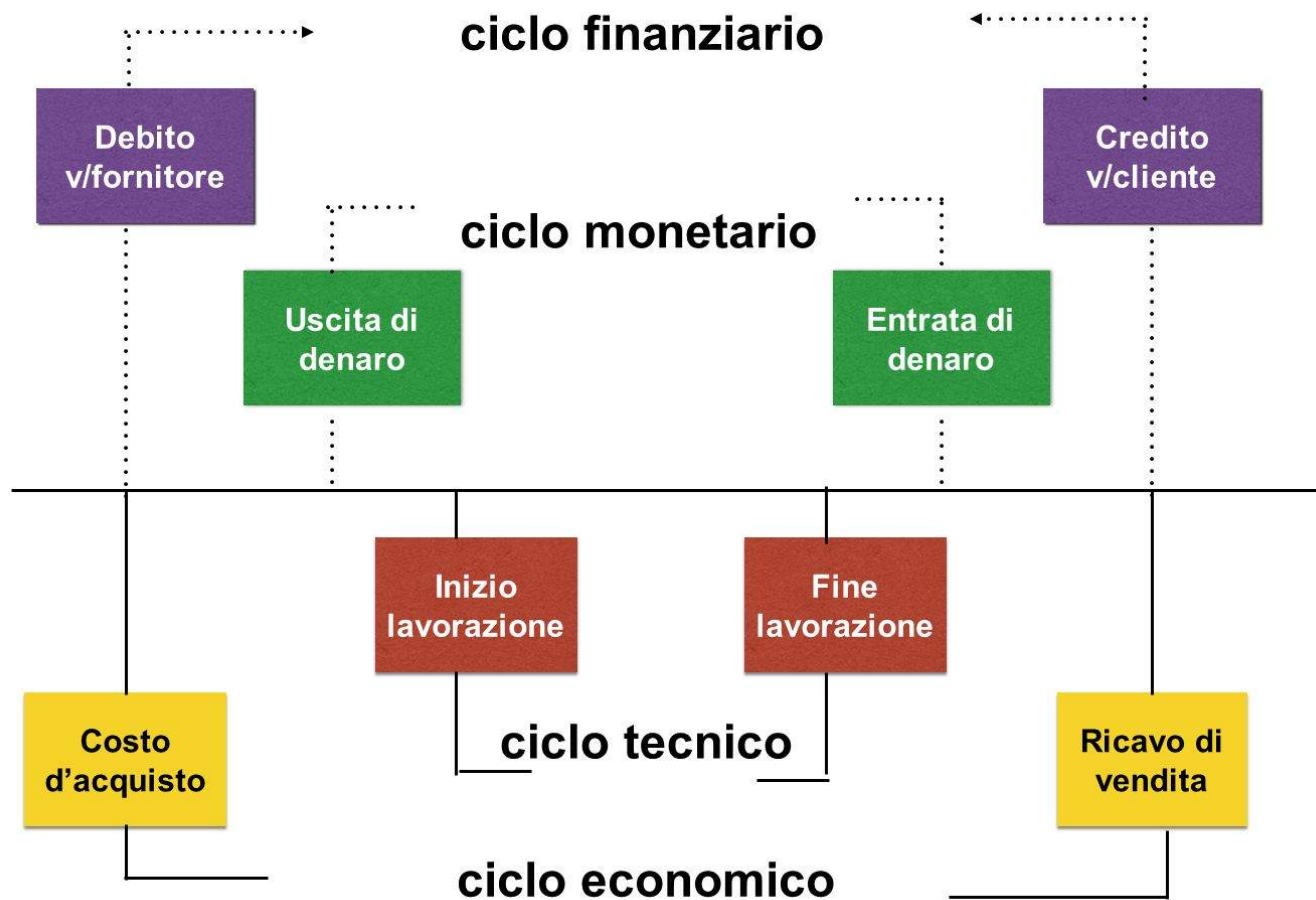 ciclo finanziario
Debito
v/fornitore
Credito
v/cliente
ciclo monetario
Uscita di
denaro
Entrata di
denaro
Inizio
lavorazione
Fine
lavorazione
Costo
d’acquisto
ciclo tecnico
Ricavo di
vendita
ciclo economico